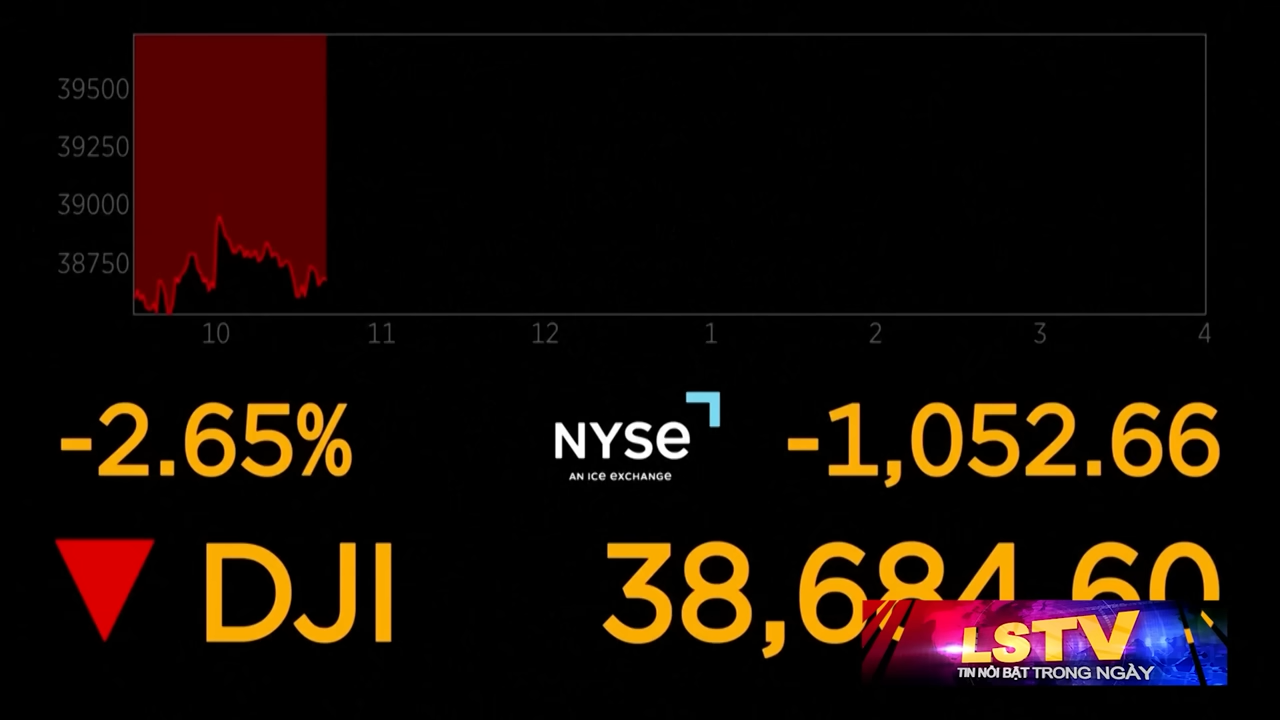 39500
39250
39000
38750
10 11 12 1 2 3 4
-2.65% NYSE -1,052.66
AN ICE EXCHANGE
DJI 38,684.60
LSTV
TIN NỔI BẬT TRONG NGÀY